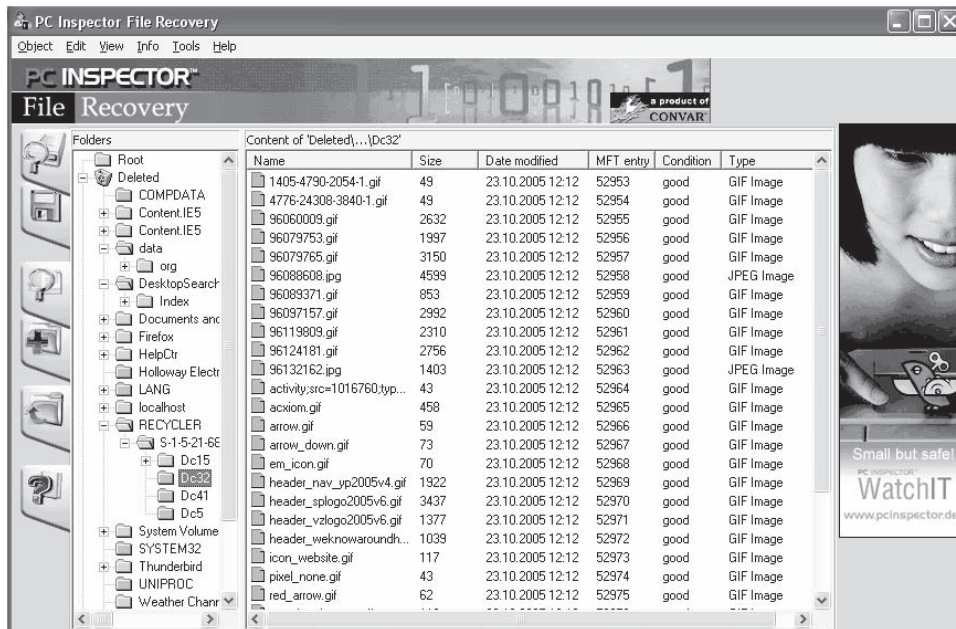 PC Inspector File Recovery
Object Edit View Info Tools Help
PC INSPECTOR™
File Recovery
a product of
CONVAR
Folders
Root
Deleted
COMPDATA
Content.IE5
Content.IE5
data
org
DesktopSearch
Index
Documents and
Firefox
HelpCtr
Holloway Electr
LANG
localhost
RECYCLER
S-1-5-21-68
Dc15
Dc32
Dc41
Dc5
System Volume
SYSTEM32
Thunderbird
UNIPROC
Weather Chanr
Content of 'Deleted\...\Dc32'
Name Size Date modified MFT entry Condition Type
1405-4790-2054-1.gif 49 23.10.2005 12:12 52953 good GIF Image
4776-24308-3840-1.gif 49 23.10.2005 12:12 52954 good GIF Image
96060009.gif 2632 23.10.2005 12:12 52955 good GIF Image
96079753.gif 1997 23.10.2005 12:12 52956 good GIF Image
96079765.gif 3150 23.10.2005 12:12 52957 good GIF Image
96088608.jpg 4599 23.10.2005 12:12 52958 good JPEG Image
96089371.gif 853 23.10.2005 12:12 52959 good GIF Image
96097157.gif 2992 23.10.2005 12:12 52960 good GIF Image
96119809.gif 2310 23.10.2005 12:12 52961 good GIF Image
96124181.gif 2756 23.10.2005 12:12 52962 good GIF Image
96132162.jpg 1403 23.10.2005 12:12 52963 good JPEG Image
activity;src=1016760;typ... 43 23.10.2005 12:12 52964 good GIF Image
acxiom.gif 458 23.10.2005 12:12 52965 good GIF Image
arrow.gif 59 23.10.2005 12:12 52966 good GIF Image
arrow_down.gif 73 23.10.2005 12:12 52967 good GIF Image
em_icon.gif 70 23.10.2005 12:12 52968 good GIF Image
header_nav_yp2005v4.gif 1922 23.10.2005 12:12 52969 good GIF Image
header_splogo2005v6.gif 3437 23.10.2005 12:12 52970 good GIF Image
header_vzlogo2005v6.gif 1377 23.10.2005 12:12 52971 good GIF Image
header_weknowaroundh... 1039 23.10.2005 12:12 52972 good GIF Image
icon_website.gif 117 23.10.2005 12:12 52973 good GIF Image
pixel_none.gif 43 23.10.2005 12:12 52974 good GIF Image
red_arrow.gif 62 23.10.2005 12:12 52975 good GIF Image
Small but safe!
PC INSPECTOR™
WatchIT
www.pcinspector.de